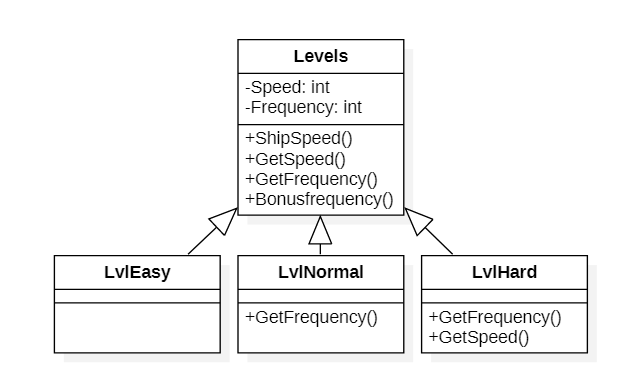 Levels
-Speed: int
-Frequency: int
+ShipSpeed()
+GetSpeed()
+GetFrequency()
+Bonusfrequency()
LvlEasy
LvlNormal
+GetFrequency()
LvlHard
+GetFrequency()
+GetSpeed()